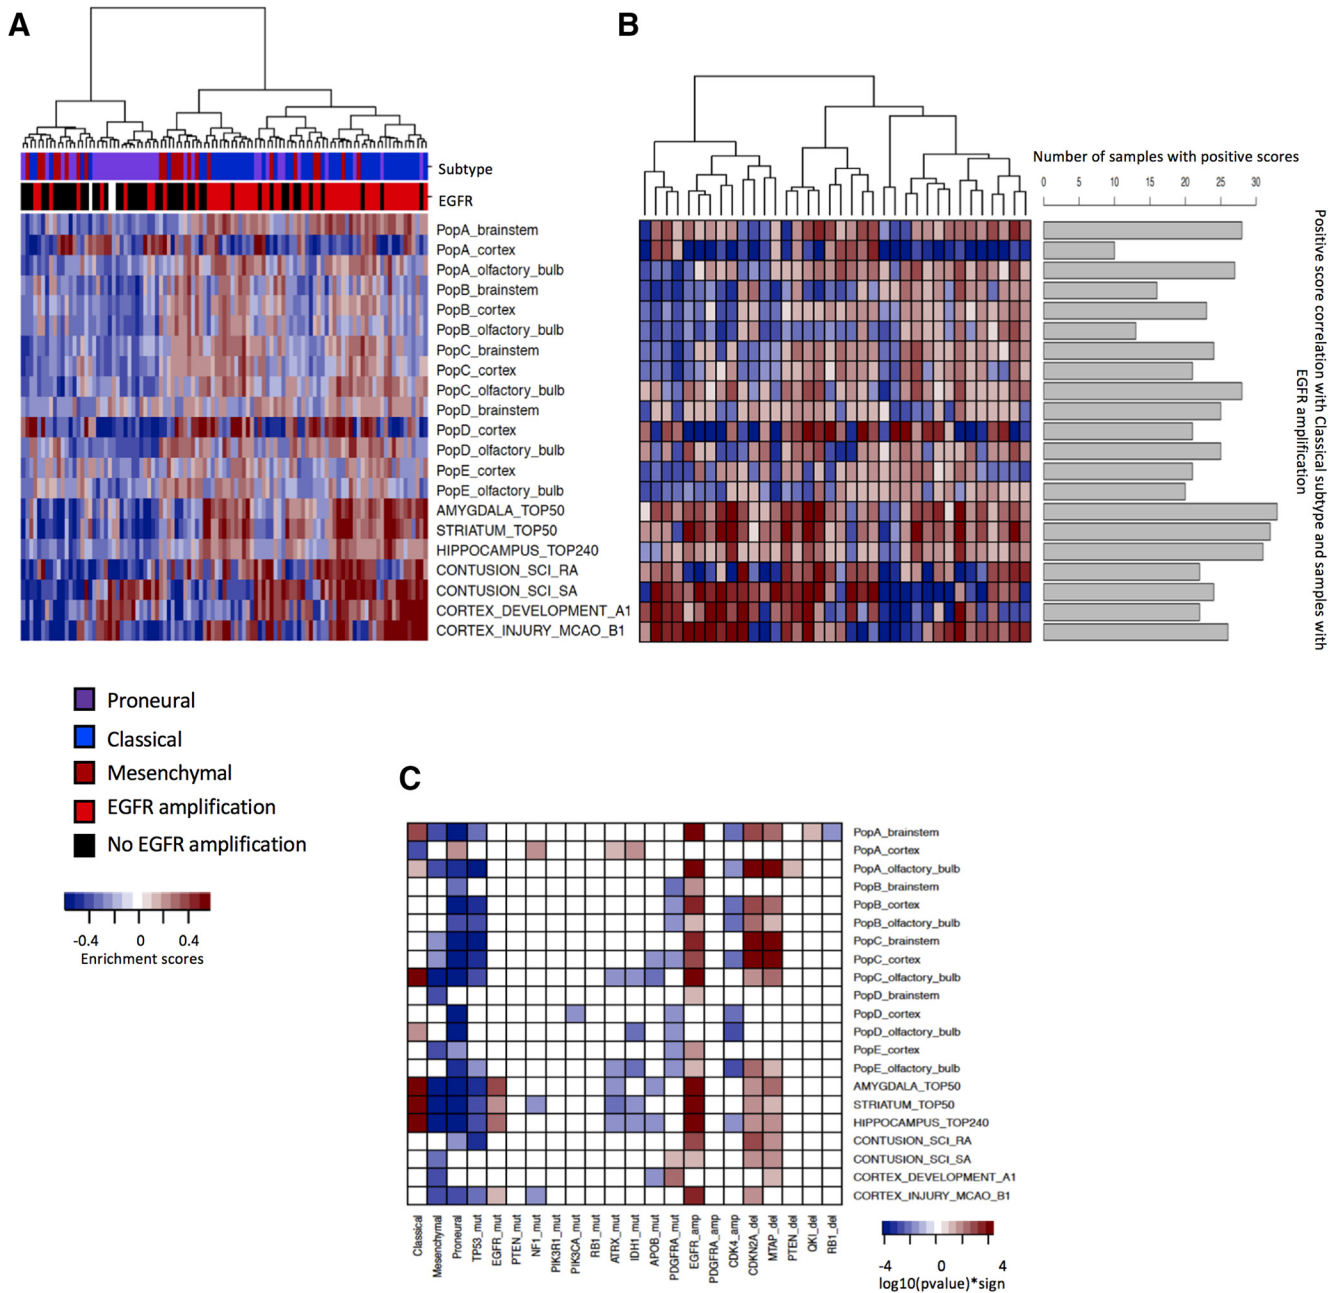 A
B
Subtype
EGFR
PopA_brainstem
PopA_cortex
PopA_olfactory_bulb
PopB_brainstem
PopB_cortex
PopB_olfactory_bulb
PopC_brainstem
PopC_cortex
PopC_olfactory_bulb
PopD_brainstem
PopD_cortex
PopD_olfactory_bulb
PopE_cortex
PopE_olfactory_bulb
AMYGDALA_TOP50
STRIATUM_TOP50
HIPPOCAMPUS_TOP240
CONTUSION_SCI_RA
CONTUSION_SCI_SA
CORTEX_DEVELOPMENT_A1
CORTEX_INJURY_MCAO_B1
Number of samples with positive scores
0 5 10 15 20 25 30
Positive score correlation with Classical subtype and samples with
EGFR amplification
Proneural
Classical
Mesenchymal
EGFR amplification
No EGFR amplification
-0.4 0 0.4
Enrichment scores
C
PopA_brainstem
PopA_cortex
PopA_olfactory_bulb
PopB_brainstem
PopB_cortex
PopB_olfactory_bulb
PopC_brainstem
PopC_cortex
PopC_olfactory_bulb
PopD_brainstem
PopD_cortex
PopD_olfactory_bulb
PopE_cortex
PopE_olfactory_bulb
AMYGDALA_TOP50
STRIATUM_TOP50
HIPPOCAMPUS_TOP240
CONTUSION_SCI_RA
CONTUSION_SCI_SA
CORTEX_DEVELOPMENT_A1
CORTEX_INJURY_MCAO_B1
Classical
Mesenchymal
Proneural
TP53_mut
EGFR_mut
PTEN_mut
NF1_mut
PIK3R1_mut
PIK3CA_mut
RB1_mut
ATRX_mut
IDH1_mut
APOB_mut
PDGFRA_mut
EGFR_amp
PDGFRA_amp
CDK4_amp
CDKN2A_del
MTAP_del
PTEN_del
QKI_del
RB1_del
-4 0 4
log10(pvalue)*sign